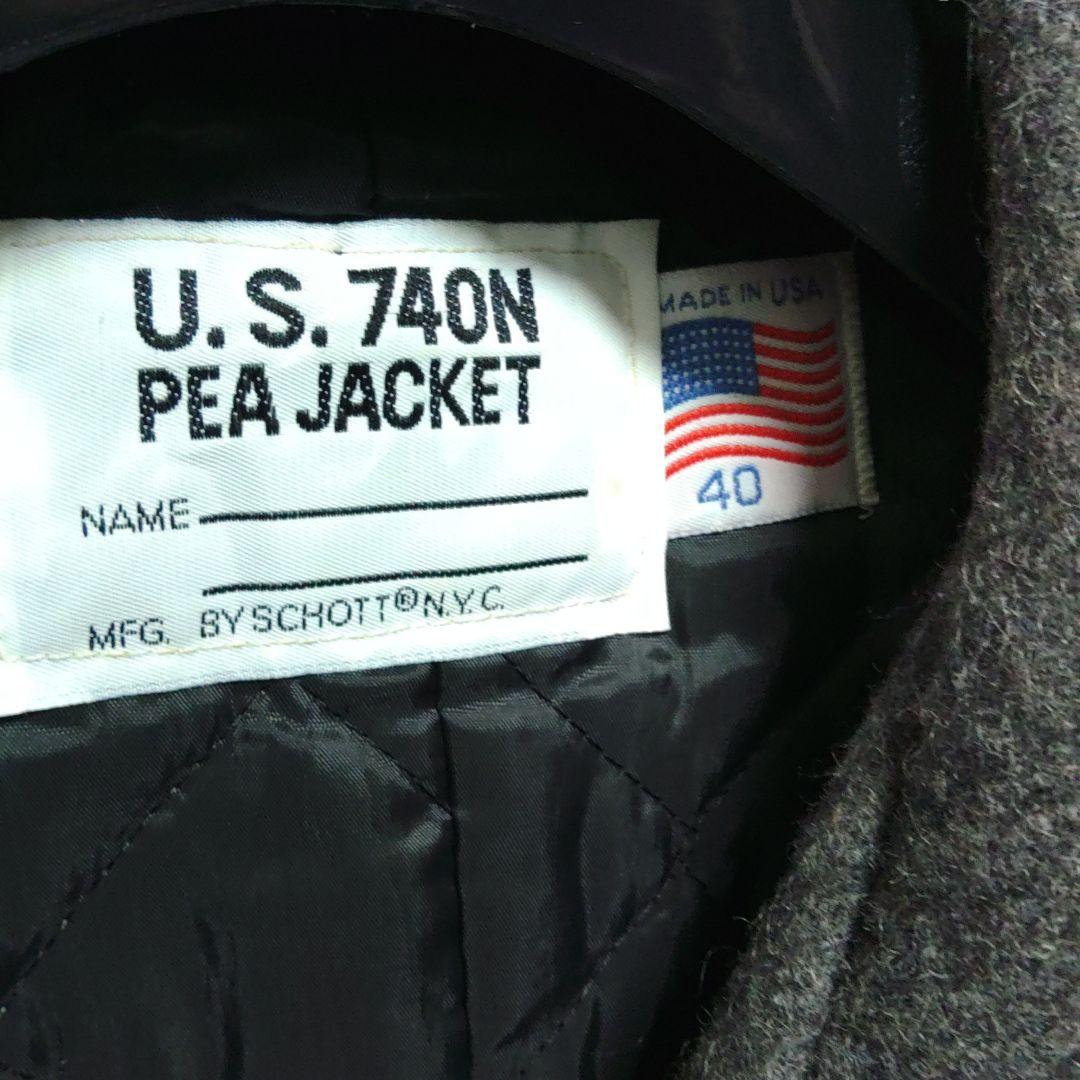 U.S. 740N
PEA JACKET
NAME
MFG. BY SCHOTT® N.Y.C.
MADE IN USA
40